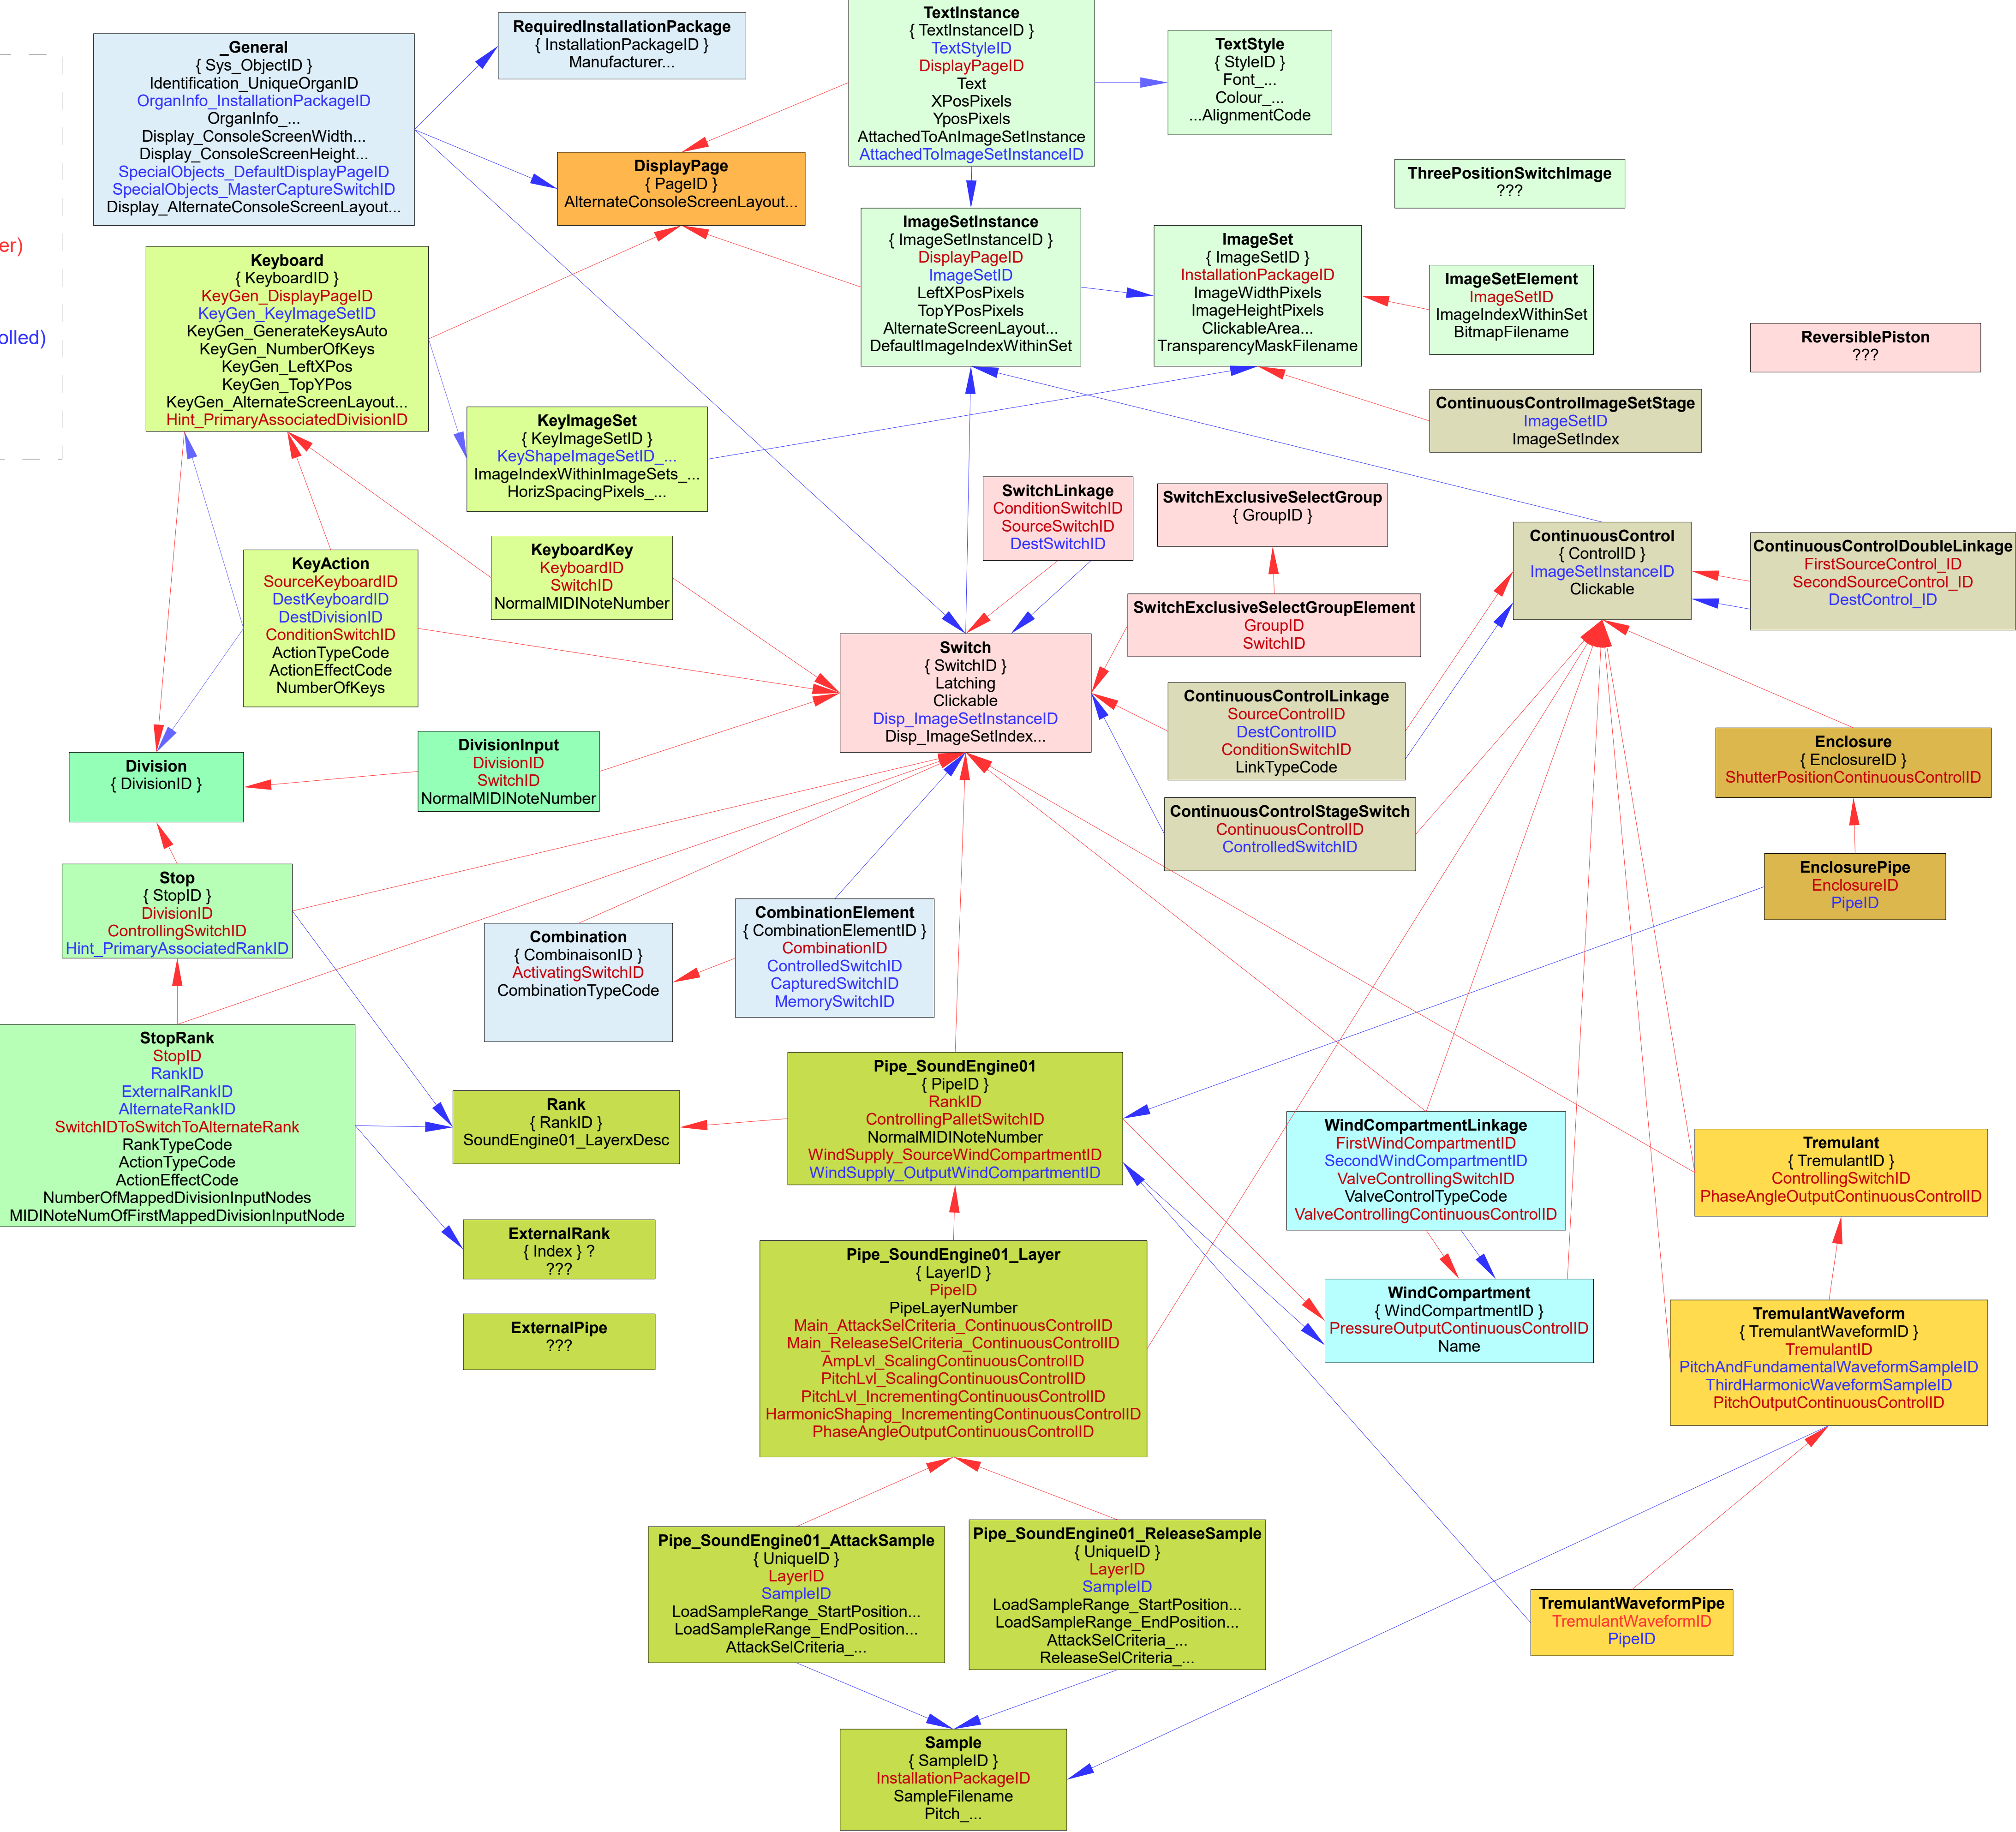 er)
olled)
_General
{ Sys_ObjectID }
Identification_UniqueOrganID
OrganInfo_InstallationPackageID
OrganInfo_...
Display_ConsoleScreenWidth...
Display_ConsoleScreenHeight...
SpecialObjects_DefaultDisplayPageID
SpecialObjects_MasterCaptureSwitchID
Display_AlternateConsoleScreenLayout...
RequiredInstallationPackage
{ InstallationPackageID }
Manufacturer...
TextInstance
{ TextInstanceID }
TextStyleID
DisplayPageID
Text
XPosPixels
YposPixels
AttachedToAnImageSetInstance
AttachedToImageSetInstanceID
TextStyle
{ StyleID }
Font_...
Colour_...
...AlignmentCode
DisplayPage
{ PageID }
AlternateConsoleScreenLayout...
ThreePositionSwitchImage
???
Keyboard
{ KeyboardID }
KeyGen_DisplayPageID
KeyGen_KeyImageSetID
KeyGen_GenerateKeysAuto
KeyGen_NumberOfKeys
KeyGen_LeftXPos
KeyGen_TopYPos
KeyGen_AlternateScreenLayout...
Hint_PrimaryAssociatedDivisionID
ImageSetInstance
{ ImageSetInstanceID }
DisplayPageID
ImageSetID
LeftXPosPixels
TopYPosPixels
AlternateScreenLayout...
DefaultImageIndexWithinSet
ImageSet
{ ImageSetID }
InstallationPackageID
ImageWidthPixels
ImageHeightPixels
ClickableArea...
TransparencyMaskFilename
ImageSetElement
ImageSetID
ImageIndexWithinSet
BitmapFilename
ReversiblePiston
???
KeyImageSet
{ KeyImageSetID }
KeyShapeImageSetID_...
ImageIndexWithinImageSets_...
HorizSpacingPixels_...
ContinuousControlImageSetStage
ImageSetID
ImageSetIndex
SwitchLinkage
ConditionSwitchID
SourceSwitchID
DestSwitchID
SwitchExclusiveSelectGroup
{ GroupID }
ContinuousControl
{ ControlID }
ImageSetInstanceID
Clickable
ContinuousControlDoubleLinkage
FirstSourceControl_ID
SecondSourceControl_ID
DestControl_ID
KeyAction
SourceKeyboardID
DestKeyboardID
DestDivisionID
ConditionSwitchID
ActionTypeCode
ActionEffectCode
NumberOfKeys
KeyboardKey
KeyboardID
SwitchID
NormalMIDINoteNumber
SwitchExclusiveSelectGroupElement
GroupID
SwitchID
Switch
{ SwitchID }
Latching
Clickable
Disp_ImageSetInstanceID
Disp_ImageSetIndex...
ContinuousControlLinkage
SourceControlID
DestControlID
ConditionSwitchID
LinkTypeCode
Division
{ DivisionID }
DivisionInput
DivisionID
SwitchID
NormalMIDINoteNumber
Enclosure
{ EnclosureID }
ShutterPositionContinuousControlID
ContinuousControlStageSwitch
ContinuousControlID
ControlledSwitchID
Stop
{ StopID }
DivisionID
ControllingSwitchID
Hint_PrimaryAssociatedRankID
EnclosurePipe
EnclosureID
PipeID
Combination
{ CombinaisonID }
ActivatingSwitchID
CombinationTypeCode
CombinationElement
{ CombinationElementID }
CombinationID
ControlledSwitchID
CapturedSwitchID
MemorySwitchID
StopRank
StopID
RankID
ExternalRankID
AlternateRankID
SwitchIDToSwitchToAlternateRank
RankTypeCode
ActionTypeCode
ActionEffectCode
NumberOfMappedDivisionInputNodes
MIDINoteNumOfFirstMappedDivisionInputNode
Rank
{ RankID }
SoundEngine01_LayerxDesc
Pipe_SoundEngine01
{ PipeID }
RankID
ControllingPalletSwitchID
NormalMIDINoteNumber
WindSupply_SourceWindCompartmentID
WindSupply_OutputWindCompartmentID
WindCompartmentLinkage
FirstWindCompartmentID
SecondWindCompartmentID
ValveControllingSwitchID
ValveControlTypeCode
ValveControllingContinuousControlID
Tremulant
{ TremulantID }
ControllingSwitchID
PhaseAngleOutputContinuousControlID
ExternalRank
{ Index } ?
???
ExternalPipe
???
Pipe_SoundEngine01_Layer
{ LayerID }
PipeID
PipeLayerNumber
Main_AttackSelCriteria_ContinuousControlID
Main_ReleaseSelCriteria_ContinuousControlID
AmpLvl_ScalingContinuousControlID
PitchLvl_ScalingContinuousControlID
PitchLvl_IncrementingContinuousControlID
HarmonicShaping_IncrementingContinuousControlID
PhaseAngleOutputContinuousControlID
WindCompartment
{ WindCompartmentID }
PressureOutputContinuousControlID
Name
TremulantWaveform
{ TremulantWaveformID }
TremulantID
PitchAndFundamentalWaveformSampleID
ThirdHarmonicWaveformSampleID
PitchOutputContinuousControlID
Pipe_SoundEngine01_AttackSample
{ UniqueID }
LayerID
SampleID
LoadSampleRange_StartPosition...
LoadSampleRange_EndPosition...
AttackSelCriteria_...
Pipe_SoundEngine01_ReleaseSample
{ UniqueID }
LayerID
SampleID
LoadSampleRange_StartPosition...
LoadSampleRange_EndPosition...
AttackSelCriteria_...
ReleaseSelCriteria_...
TremulantWaveformPipe
TremulantWaveformID
PipeID
Sample
{ SampleID }
InstallationPackageID
SampleFilename
Pitch_...